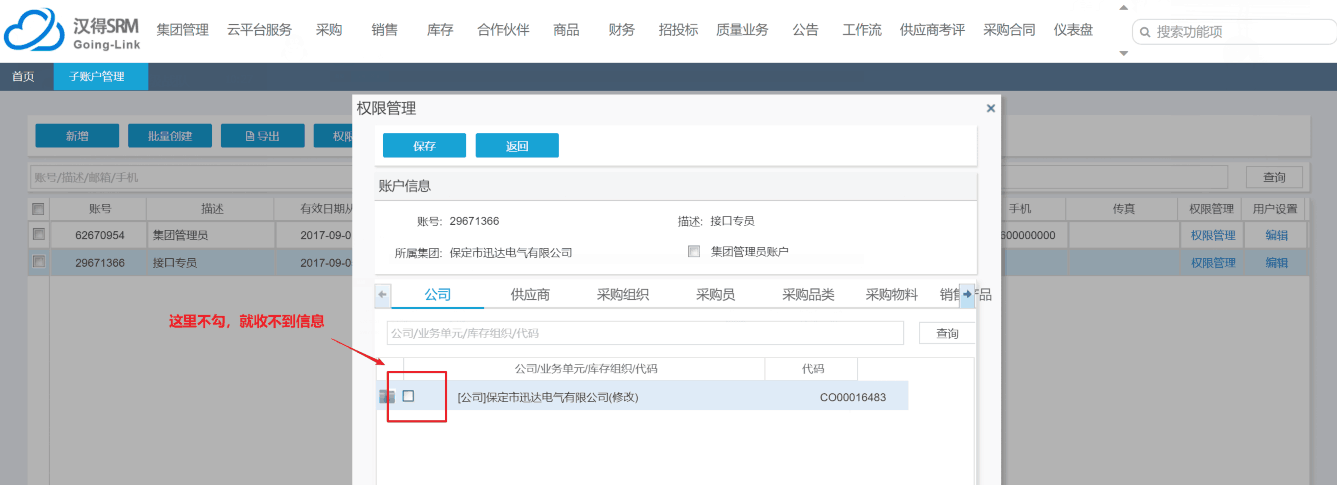 汉得SRM
Going-Link
集团管理 云平台服务 采购 销售 库存 合作伙伴 商品 财务 招投标 质量业务 公告 工作流 供应商考评 采购合同 仪表盘
搜索功能项
首页 子账户管理
权限管理 ×
新增 批量创建 导出 权限
保存 返回
账号/描述/邮箱/手机 查询
账户信息
账号 描述 有效日期从 手机 传真 权限管理 用户设置
账号: 29671366 描述: 接口专员
62670954 集团管理员 2017-09-0 600000000 权限管理 编辑
所属集团: 保定市迅达电气有限公司 集团管理员账户
29671366 接口专员 2017-09-0 权限管理 编辑
公司 供应商 采购组织 采购员 采购品类 采购物料 销售产品
这里不勾，就收不到信息
公司/业务单元/库存组织/代码 查询
公司/业务单元/库存组织/代码 代码
[公司]保定市迅达电气有限公司(修改) CO00016483